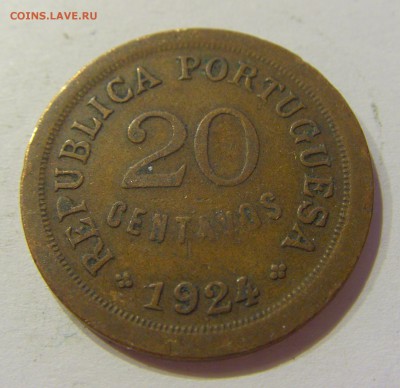 COINS.LAVE.RU
REPUBLICA PORTUGUESA
20
CENTAVOS
1924